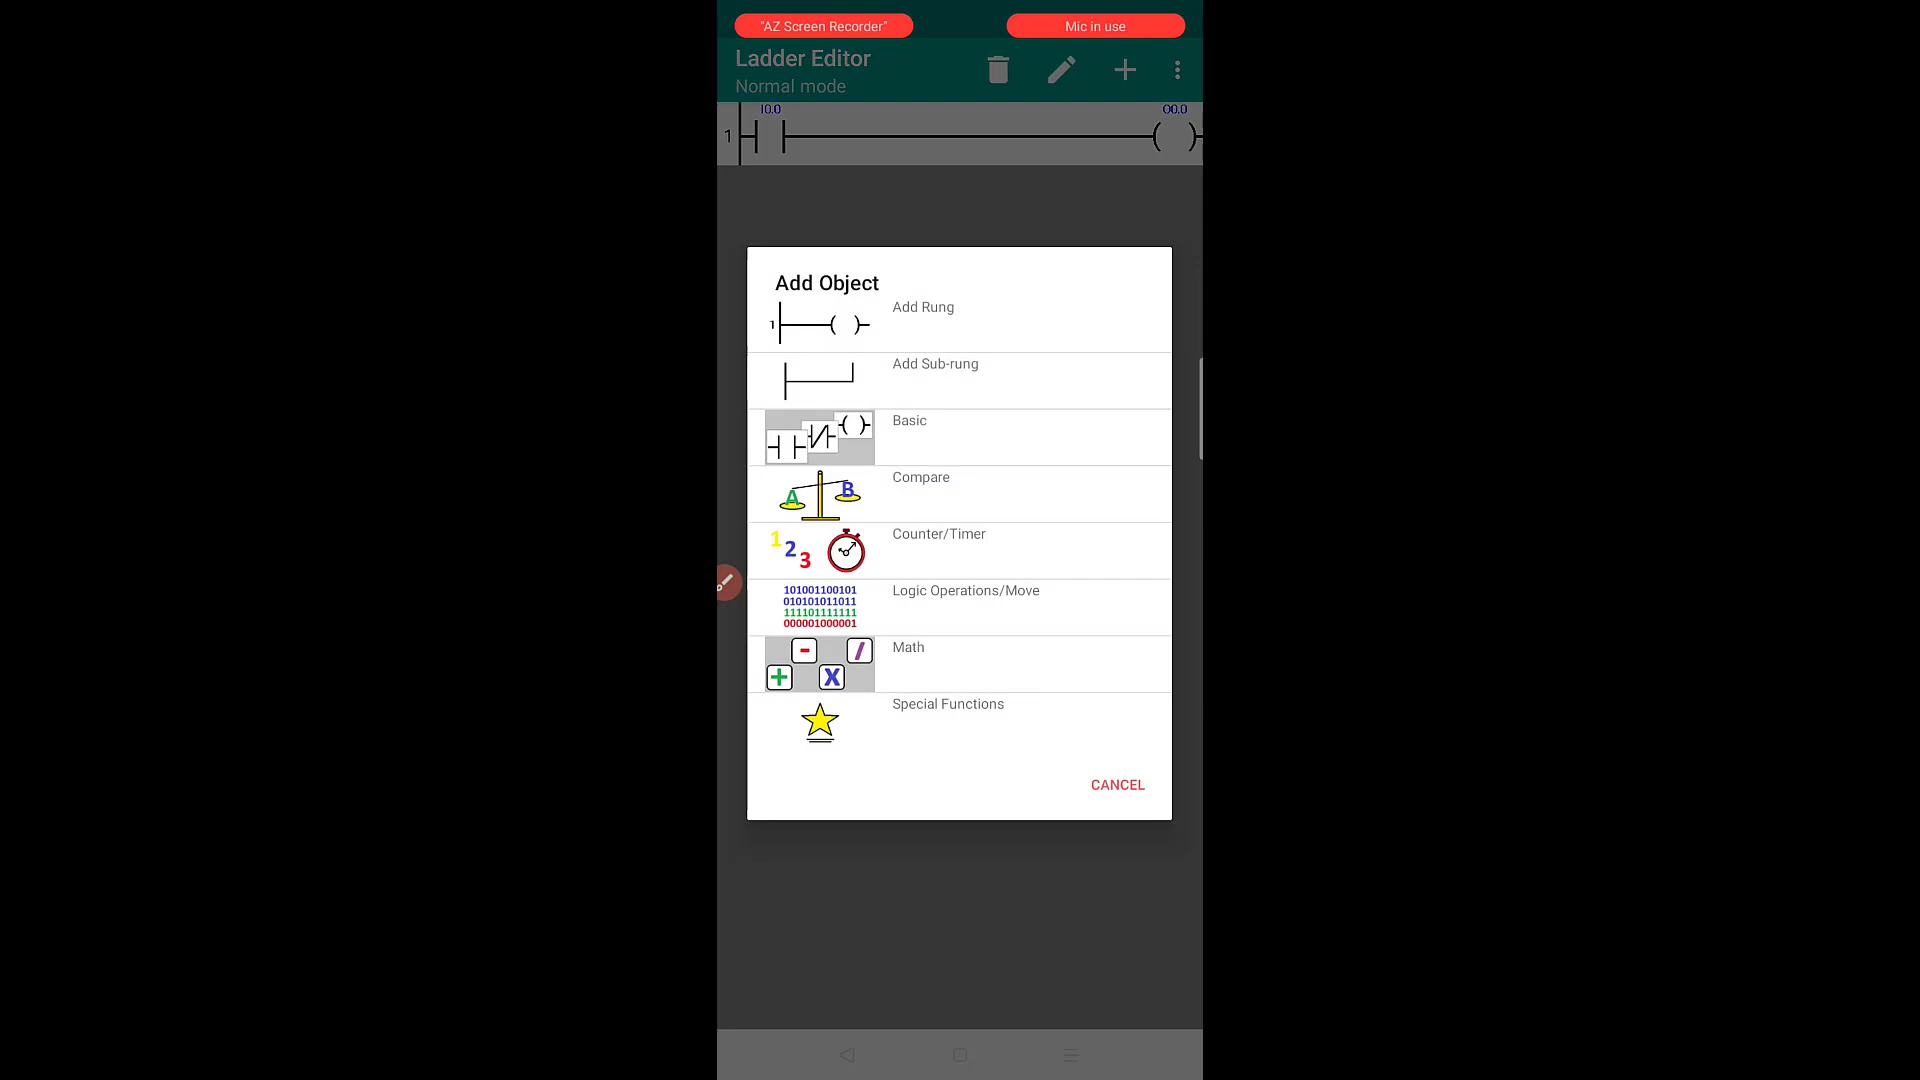 "AZ Screen Recorder"
Mic in use
Ladder Editor
Normal mode
I0.0
O0.0
1
Add Object
1
Add Rung
Add Sub-rung
Basic
A B
Compare
1 2 3
Counter/Timer
101001100101
010101011011
111101111111
000001000001
Logic Operations/Move
- /
+ X
Math
Special Functions
CANCEL